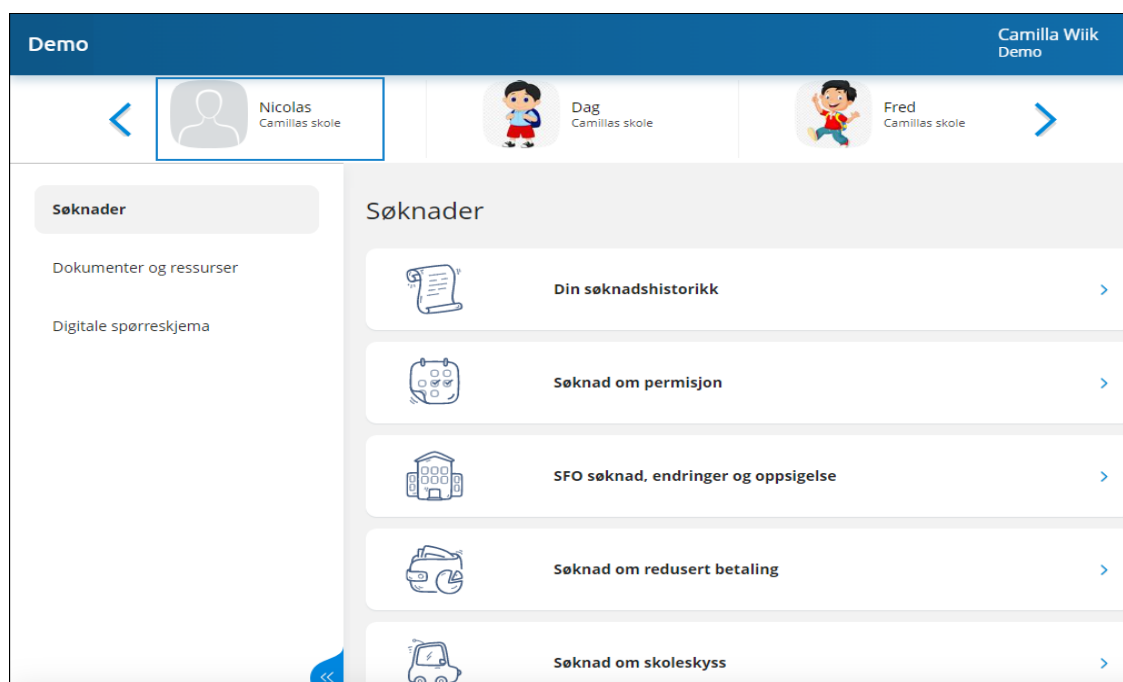 Demo
Camilla Wiik
Demo
Nicolas
Camillas skole
Dag
Camillas skole
Fred
Camillas skole
Søknader
Dokumenter og ressurser
Digitale spørreskjema
Søknader
Din søknadshistorikk
Søknad om permisjon
SFO søknad, endringer og oppsigelse
Søknad om redusert betaling
Søknad om skoleskyss